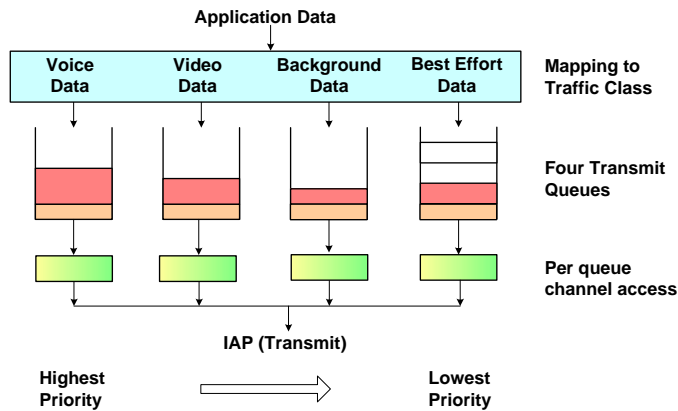 Application Data
Voice Data
Video Data
Background Data
Best Effort Data
Mapping to
Traffic Class
Four Transmit
Queues
Per queue
channel access
IAP (Transmit)
Highest
Priority
Lowest
Priority